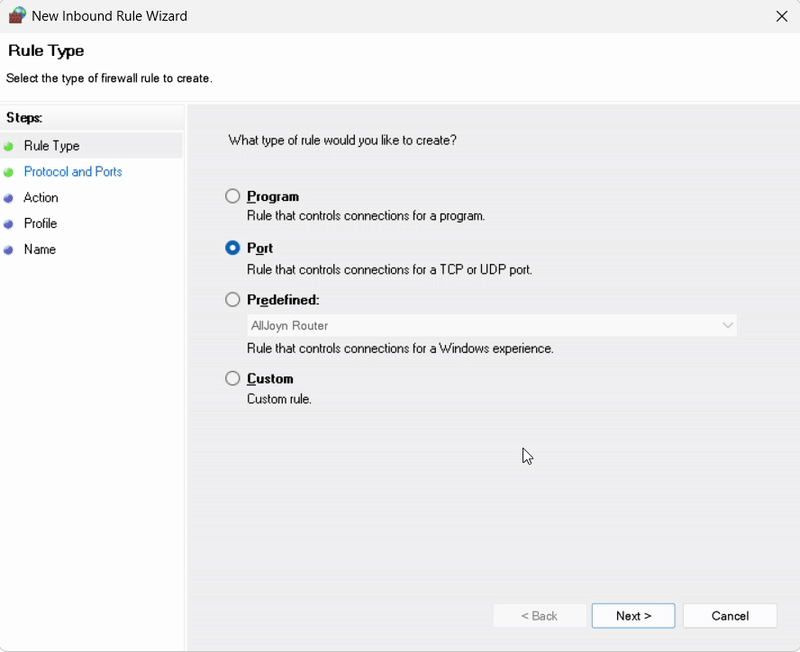 New Inbound Rule Wizard
Rule Type
Select the type of firewall rule to create.
Steps:
Rule Type
Protocol and Ports
Action
Profile
Name
What type of rule would you like to create?
Program
Rule that controls connections for a program.
Port
Rule that controls connections for a TCP or UDP port.
Predefined:
AllJoyn Router
Rule that controls connections for a Windows experience.
Custom
Custom rule.
< Back
Next >
Cancel